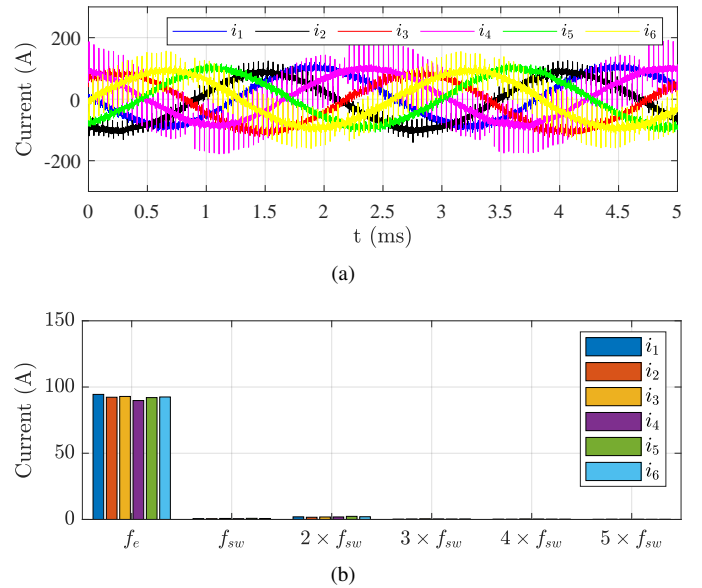 i1 i2 i3 i4 i5 i6
200
0
-200
Current (A)
0 0.5 1 1.5 2 2.5 3 3.5 4 4.5 5
t (ms)
(a)
150
100
50
0
Current (A)
i1
i2
i3
i4
i5
i6
fe fsw 2 × fsw 3 × fsw 4 × fsw 5 × fsw
(b)